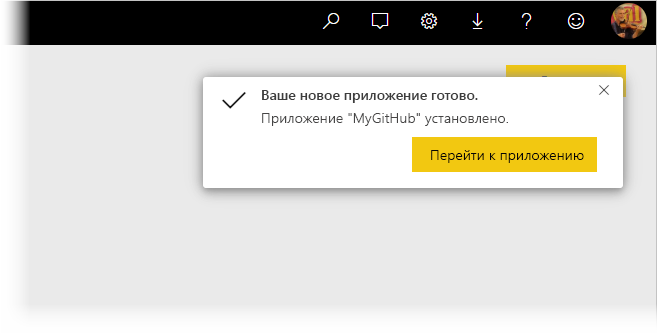 Ваше новое приложение готово.
Приложение "MyGitHub" установлено.
Перейти к приложению